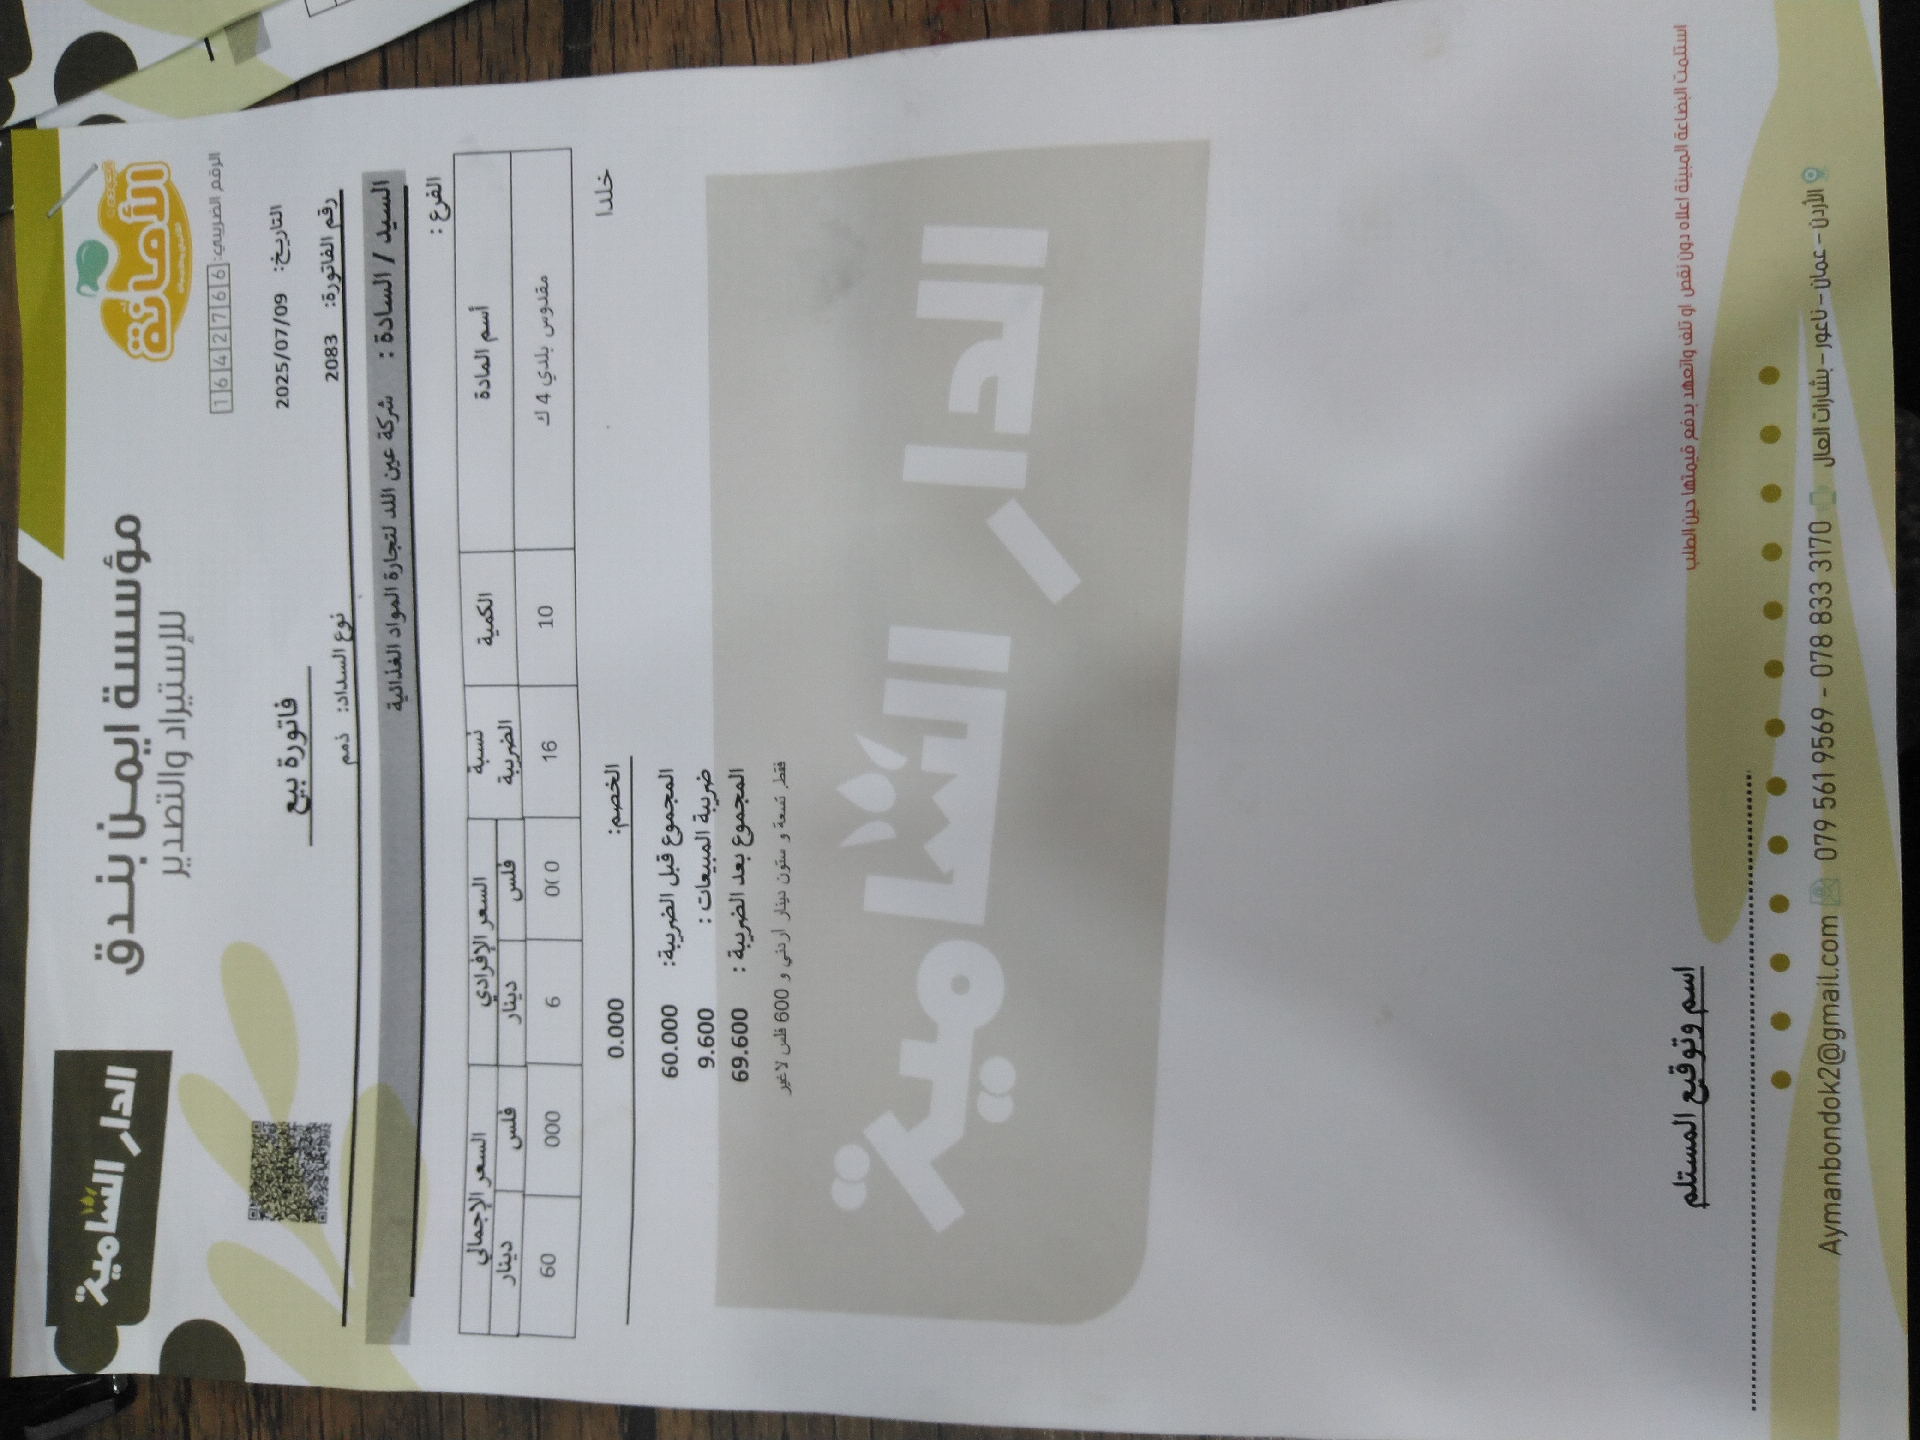 الدار الشامية
مؤسسة ايمن بندق
للإستيراد والتصدير
الأصالة
الرقم الضريبي: 1642766
التاريخ: 2025/07/09
فاتورة بيع
رقم الفاتورة: 2083
نوع السداد: ذمم
السيد / السادة : شركة عين اللد لتجارة المواد الغذائية
الفرع :
أسم المادة الكمية نسبة الضريبة السعر الإفرادي السعر الإجمالي
دينار فلس دينار فلس
مقدوس بلدي 4 ك 10 16 6 000 60 000
خلدا
الخصم: 0.000
المجموع قبل الضريبة: 60.000
ضريبة المبيعات : 9.600
المجموع بعد الضريبة : 69.600
فقط تسعة و ستون دينار اردني و 600 فلس لاغير
الدار الشامية
استلمت البضاعة المبينة اعلاه دون نقص او تلف واتعهد بدفع قيمتها حين الطلب
اسم وتوقيع المستلم
الأردن - عمان - ناعور - بشارات العال 079 561 9569 - 078 833 3170 Aymanbondok2@gmail.com